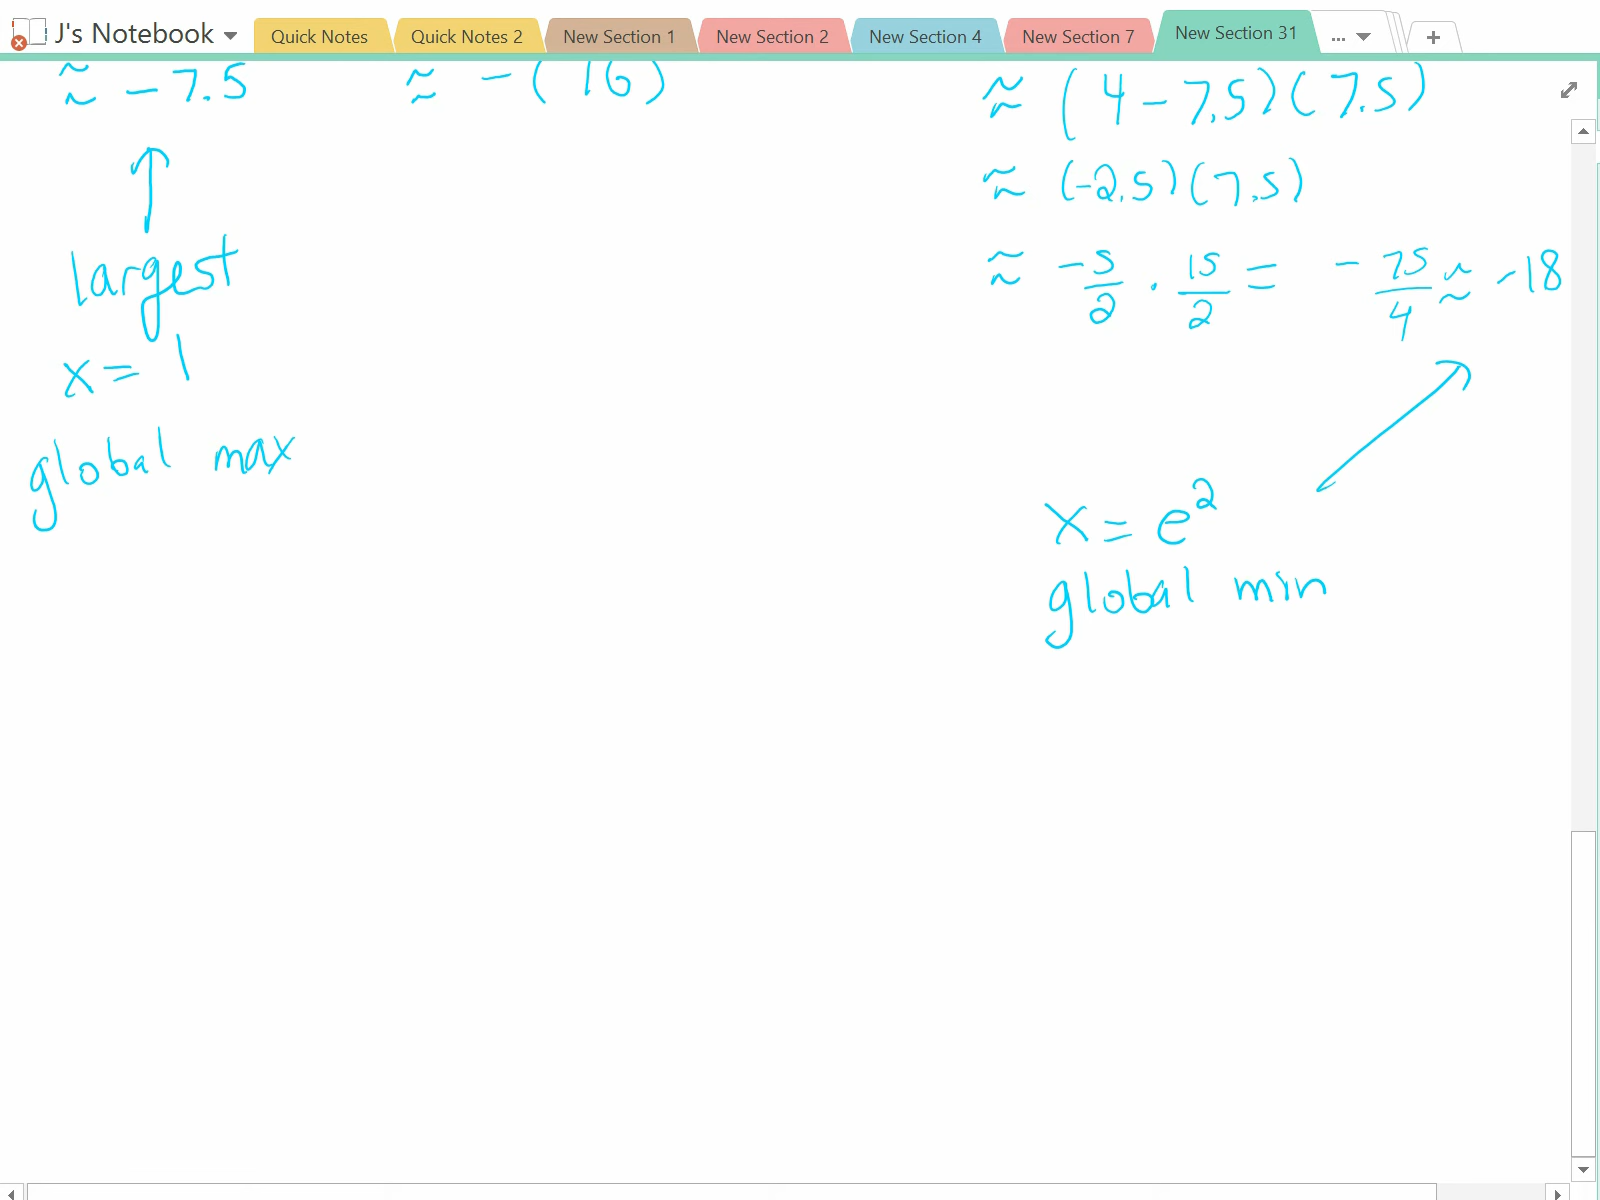 J's Notebook
Quick Notes
Quick Notes 2
New Section 1
New Section 2
New Section 4
New Section 7
New Section 31
...
+
≈ -7.5
≈ -(16)
≈ (4-7.5)(7.5)
≈ (-2.5)(7.5)
≈ -5/2 · 15/2 = -75/4 ≈ -18
largest
x = 1
global max
x = e²
global min